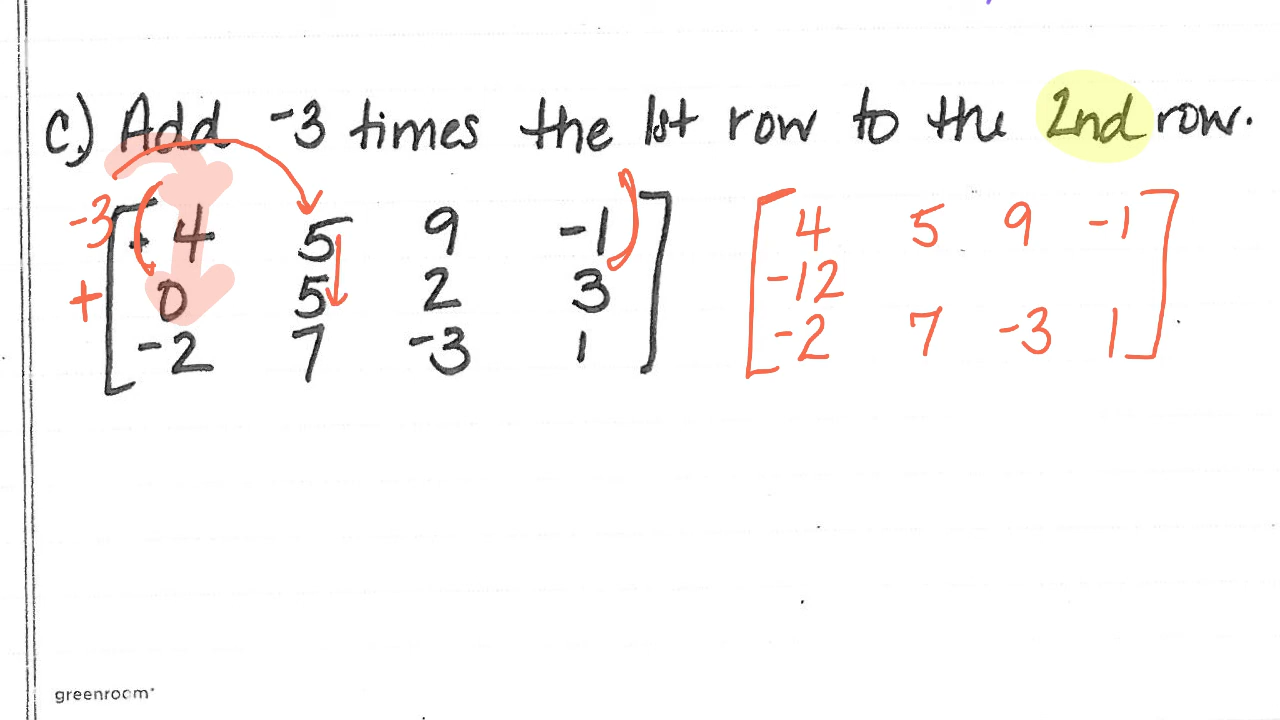 c.) Add -3 times the 1st row to the 2nd row.
-3 4 5 9 -1 4 5 9 -1
+ 0 5 2 3 -12
-2 7 -3 1 -2 7 -3 1
greenroom